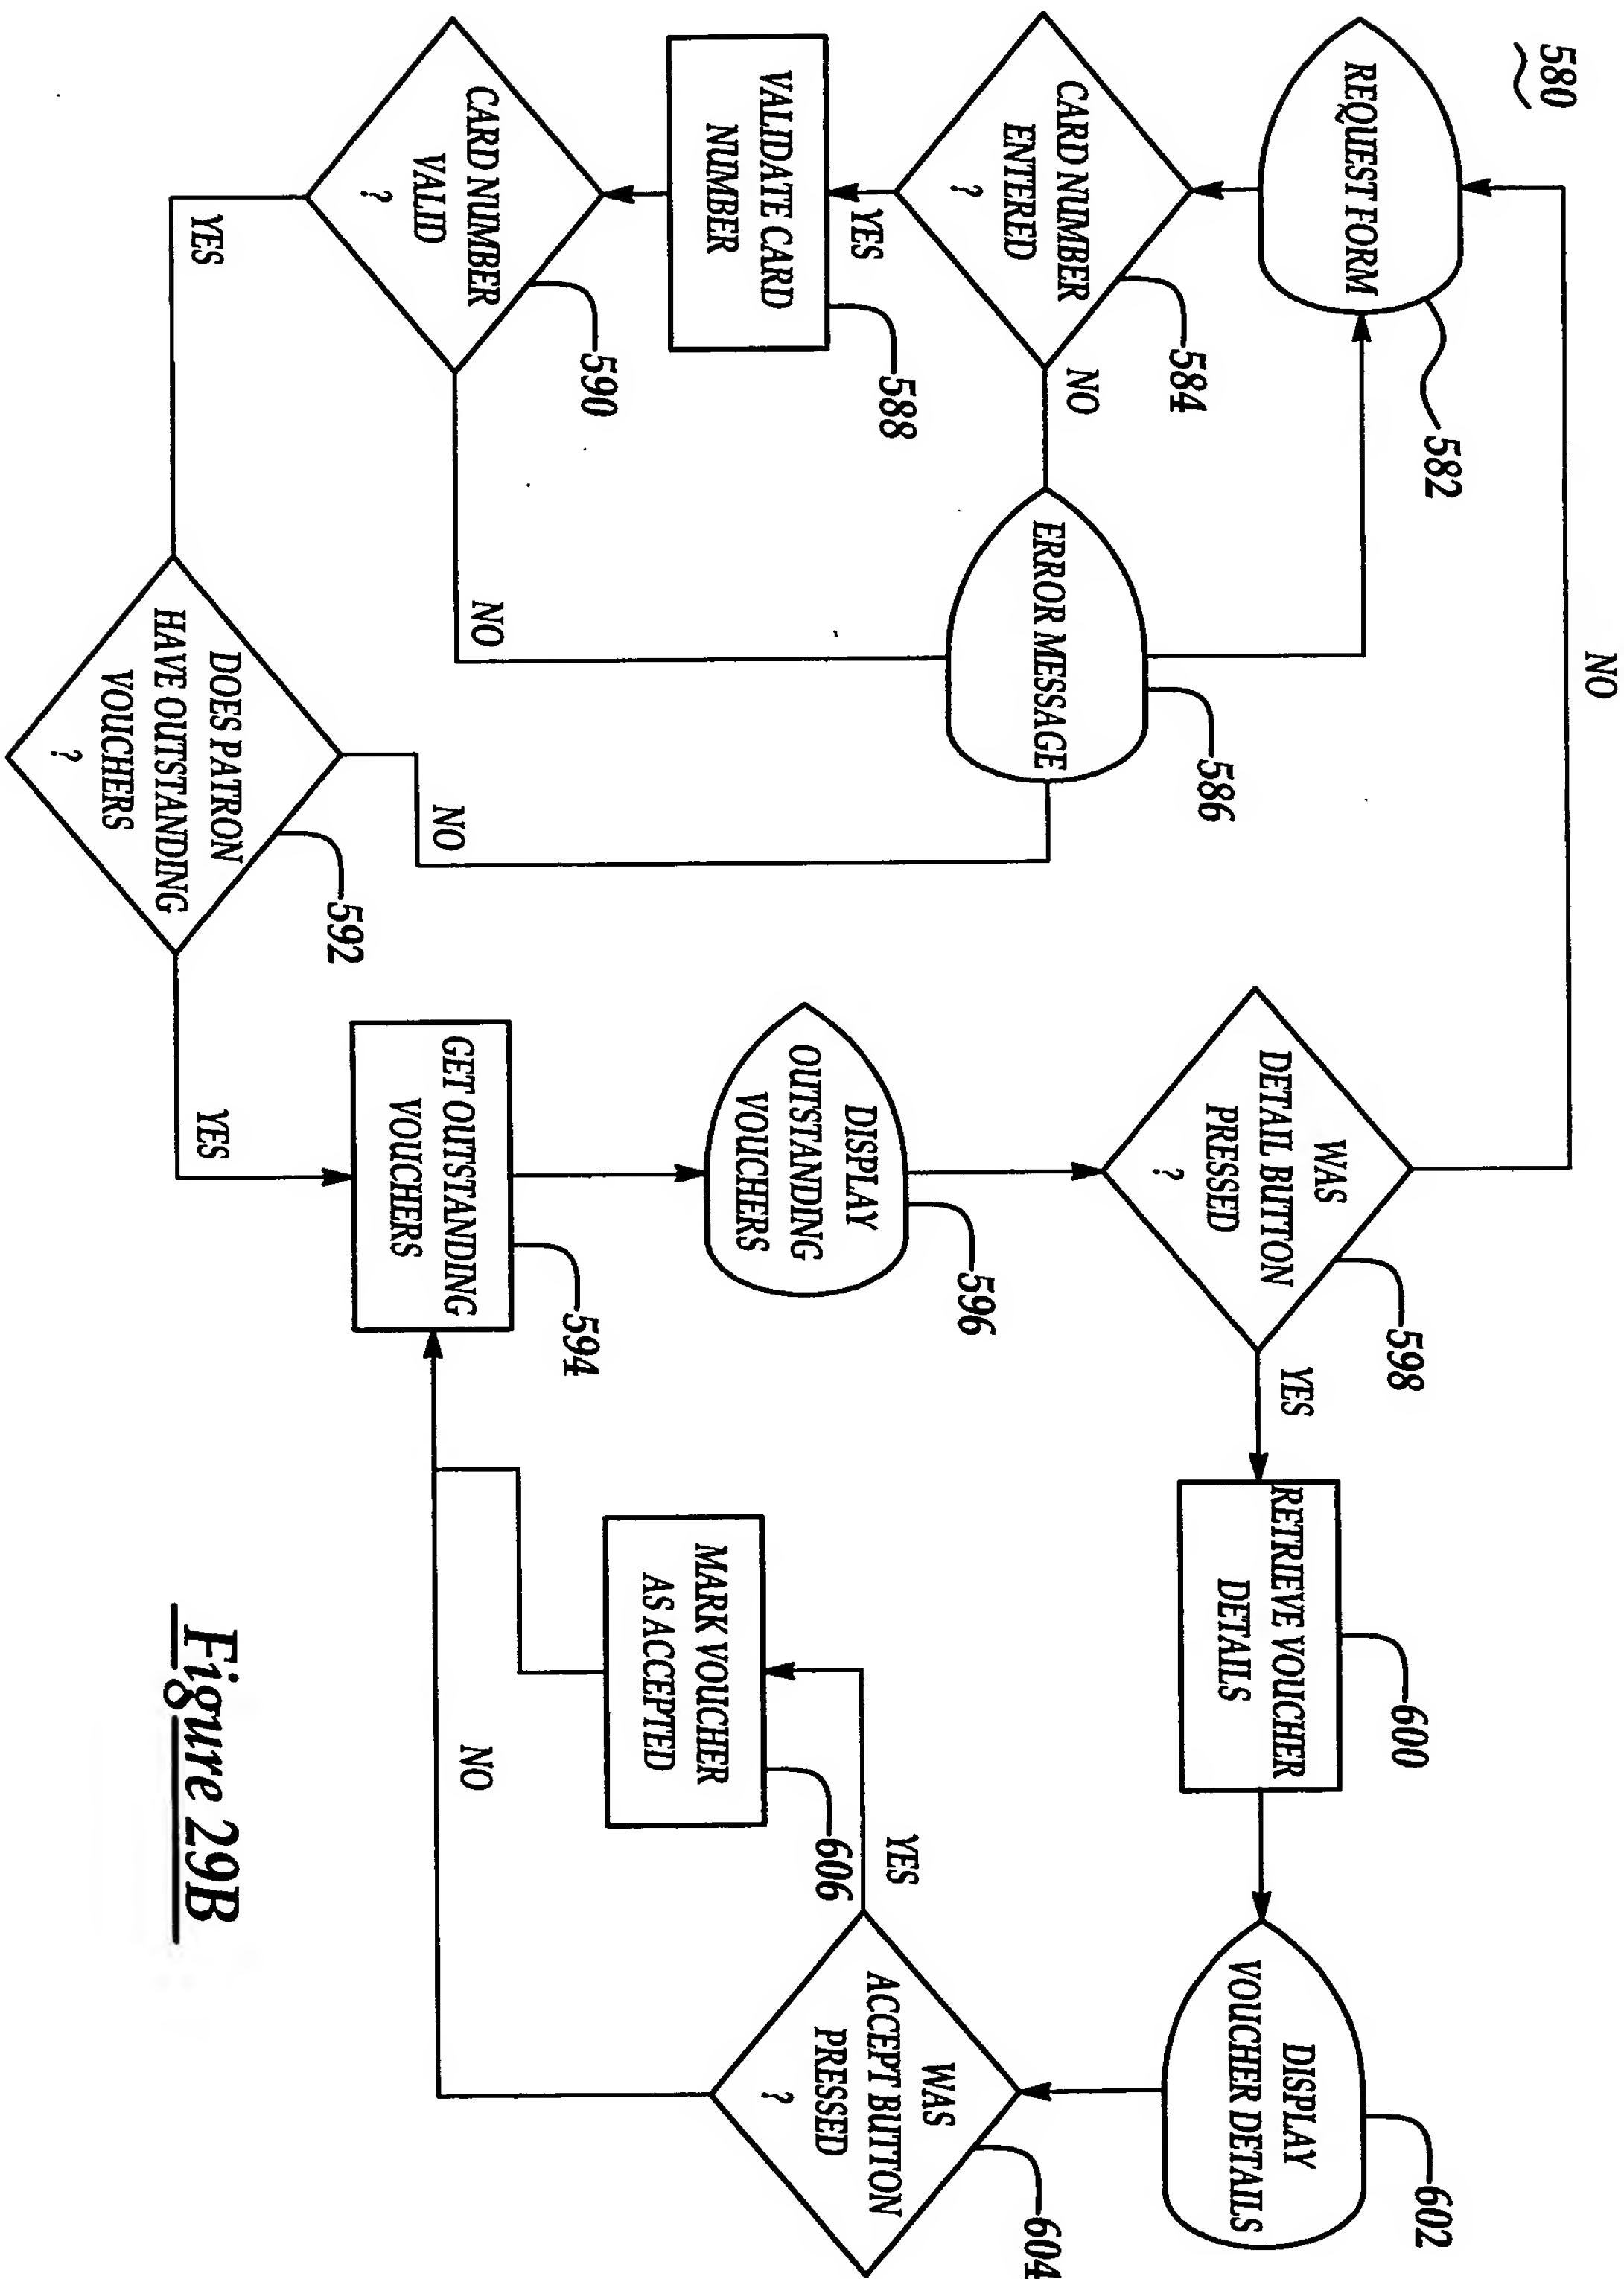 580
REQUEST FORM
582
CARD NUMBER
ENTERED
?
584
NO
YES
ERROR MESSAGE
586
VALIDATE CARD
NUMBER
588
CARD NUMBER
VALID
?
590
NO
YES
DOES PATRON
HAVE OUTSTANDING
VOUCHERS
?
592
NO
YES
GET OUTSTANDING
VOUCHERS
594
DISPLAY
OUTSTANDING
VOUCHERS
596
WAS
DETAIL BUTTON
PRESSED
?
598
NO
YES
RETRIEVE VOUCHER
DETAILS
600
DISPLAY
VOUCHER DETAILS
602
WAS
ACCEPT BUTTON
PRESSED
?
604
YES
MARK VOUCHER
AS ACCEPTED
606
NO
Figure 29B